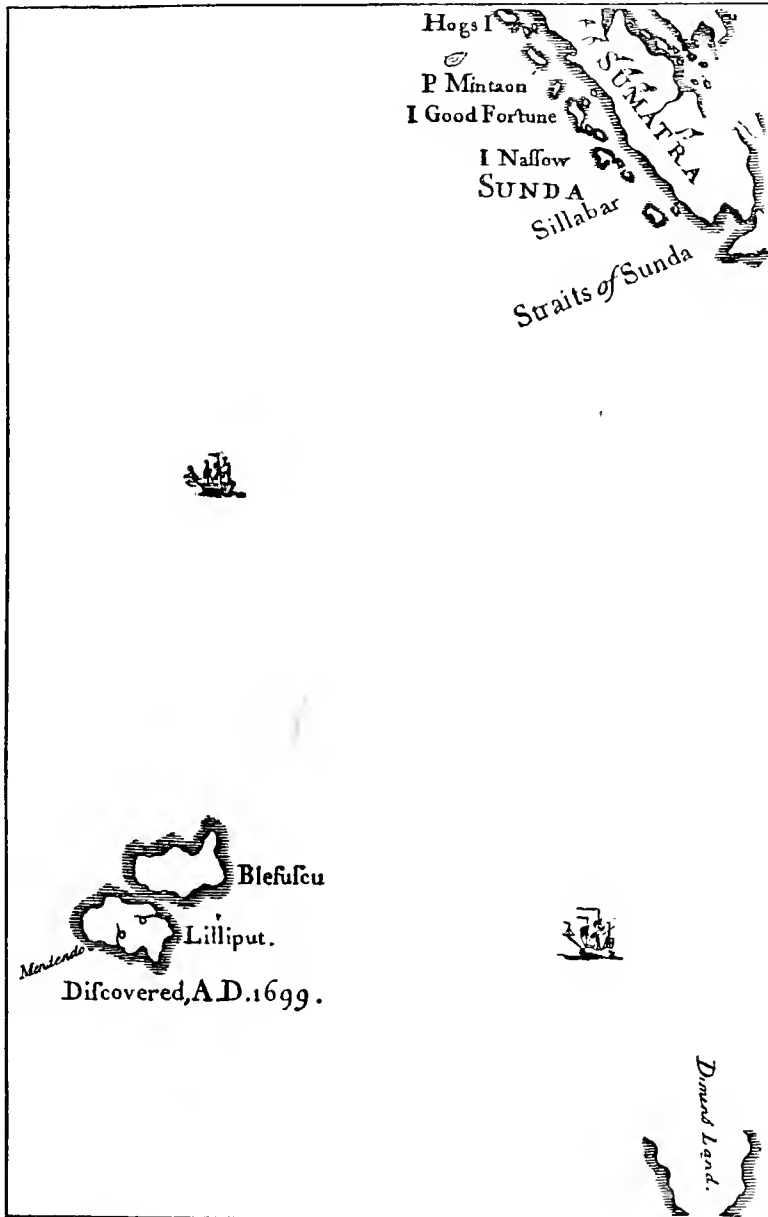 Hogs I
SUMATRA
P Mintaon
I Good Fortune
I Naſſow
SUNDA
Sillabar
Straits of Sunda
Blefuſcu
Lilliput.
Mendendo
Diſcovered, A.D. 1699.
Dimens Land.